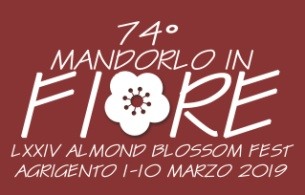 74°
MANDORLO IN
FIORE
LXXIV ALMOND BLOSSOM FEST
AGRIGENTO 1-10 MARZO 2019